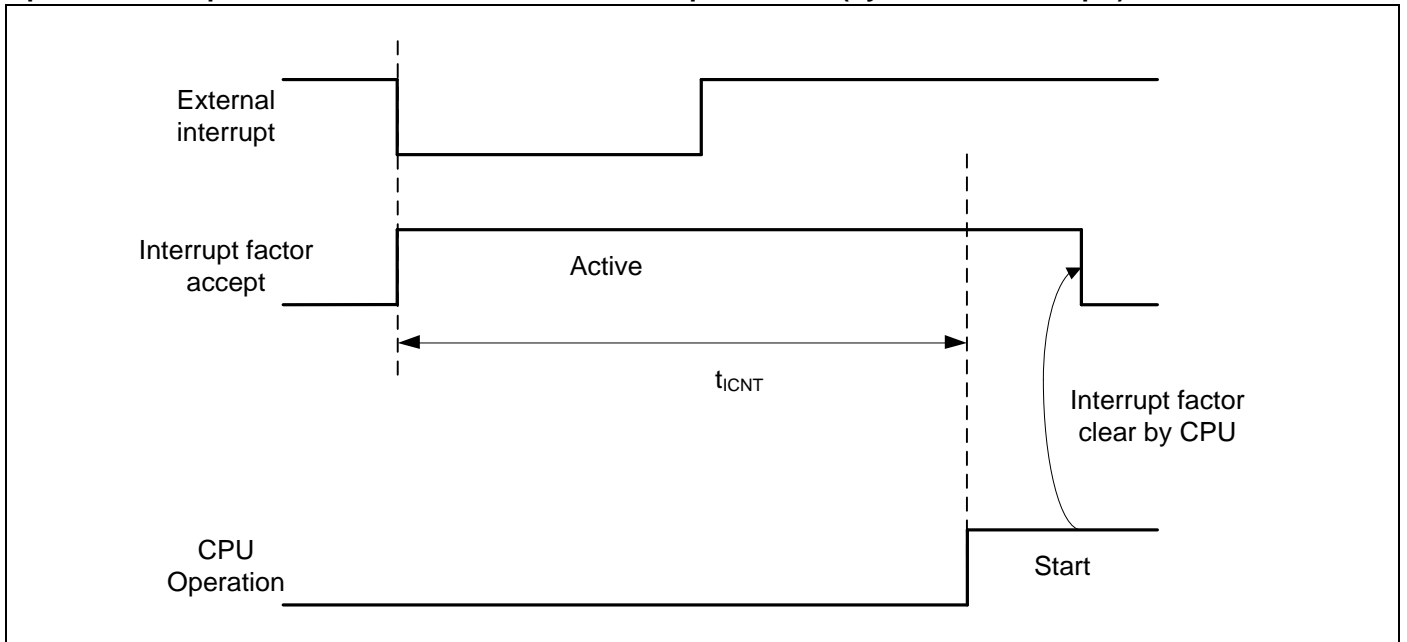 External
interrupt
Interrupt factor
accept
Active
tICNT
Interrupt factor
clear by CPU
CPU
Operation
Start